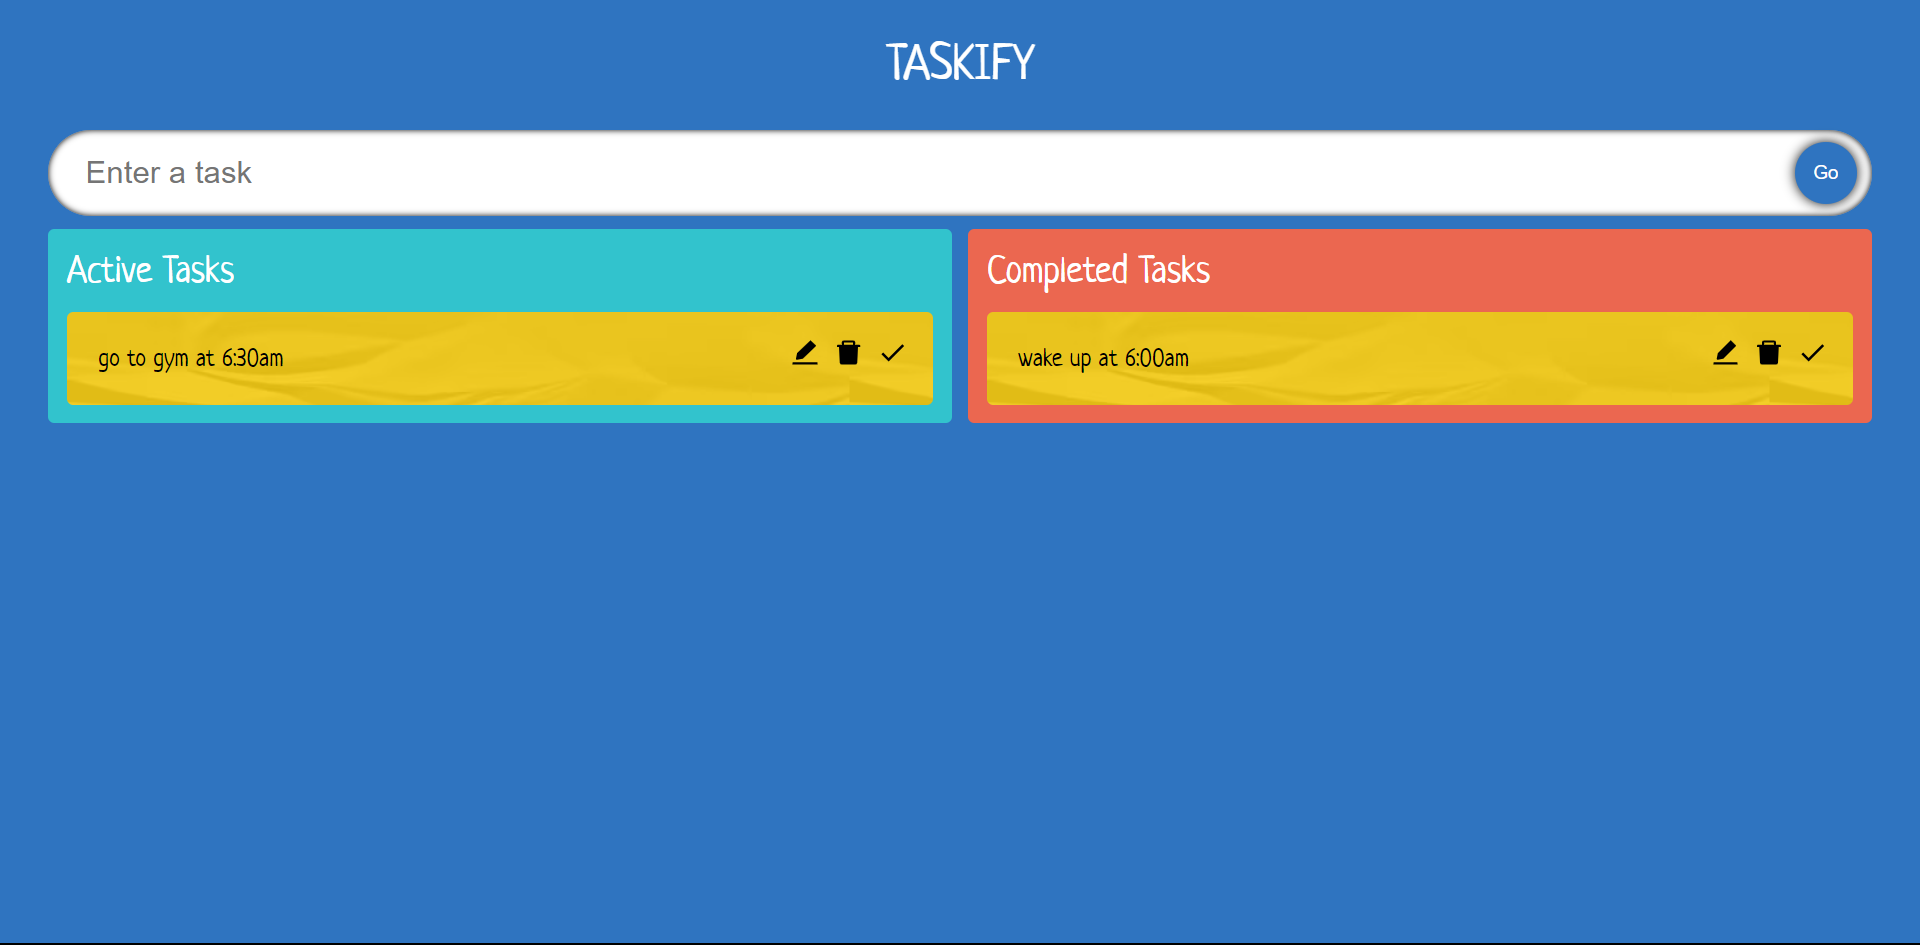 TASKIFY
Enter a task
Go
Active Tasks
go to gym at 6:30am
Completed Tasks
wake up at 6:00am